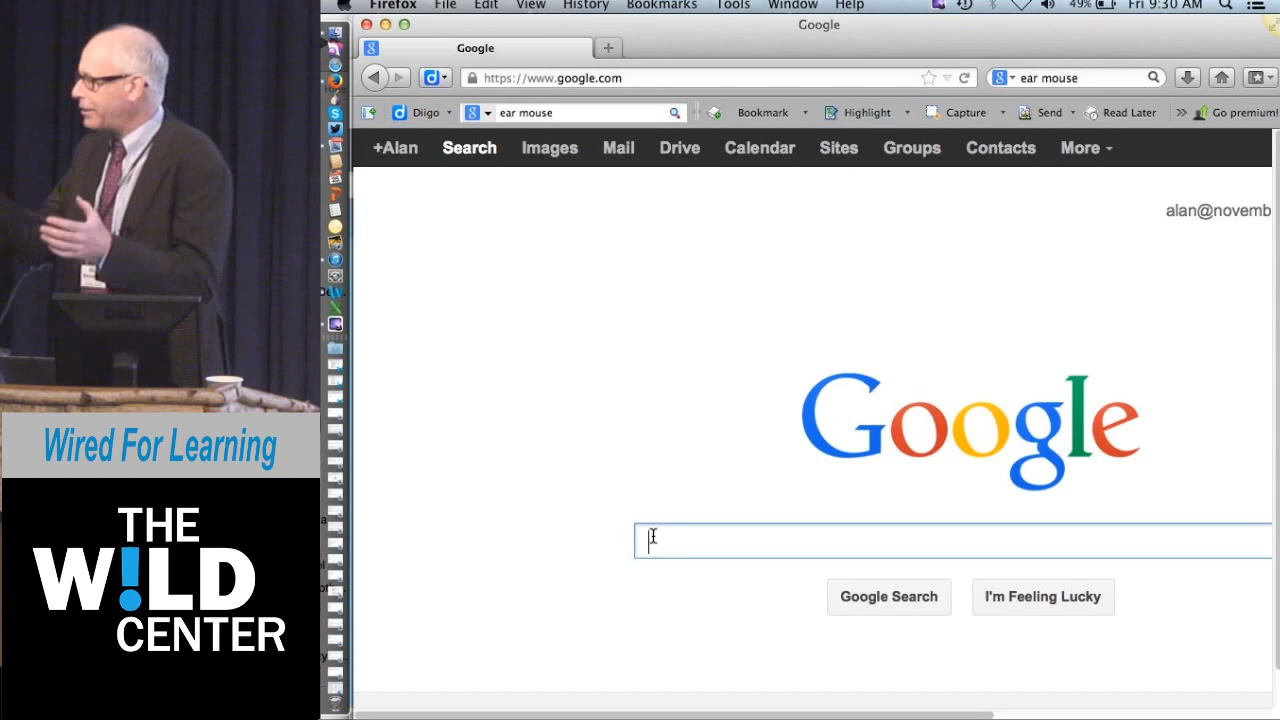 Firefox File Edit View History Bookmarks Tools Window Help 49% Fri 9:30 AM
Google
Google
https://www.google.com
ear mouse
Diigo
ear mouse
Bookmark Highlight Capture Send Read Later Go premium!
+Alan Search Images Mail Drive Calendar Sites Groups Contacts More
alan@novemb
Google
Google Search I'm Feeling Lucky
DELL
Wired For Learning
THE
W!LD
CENTER